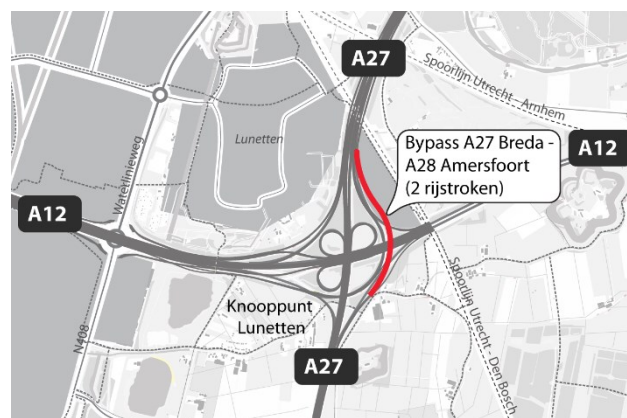 A27
Spoorlijn Utrecht - Arnhem
Lunetten
Bypass A27 Breda -
A28 Amersfoort
(2 rijstroken)
A12
Waterlinieweg
A12
Knooppunt
Lunetten
Spoorlijn Utrecht - Den Bosch
N408
A27